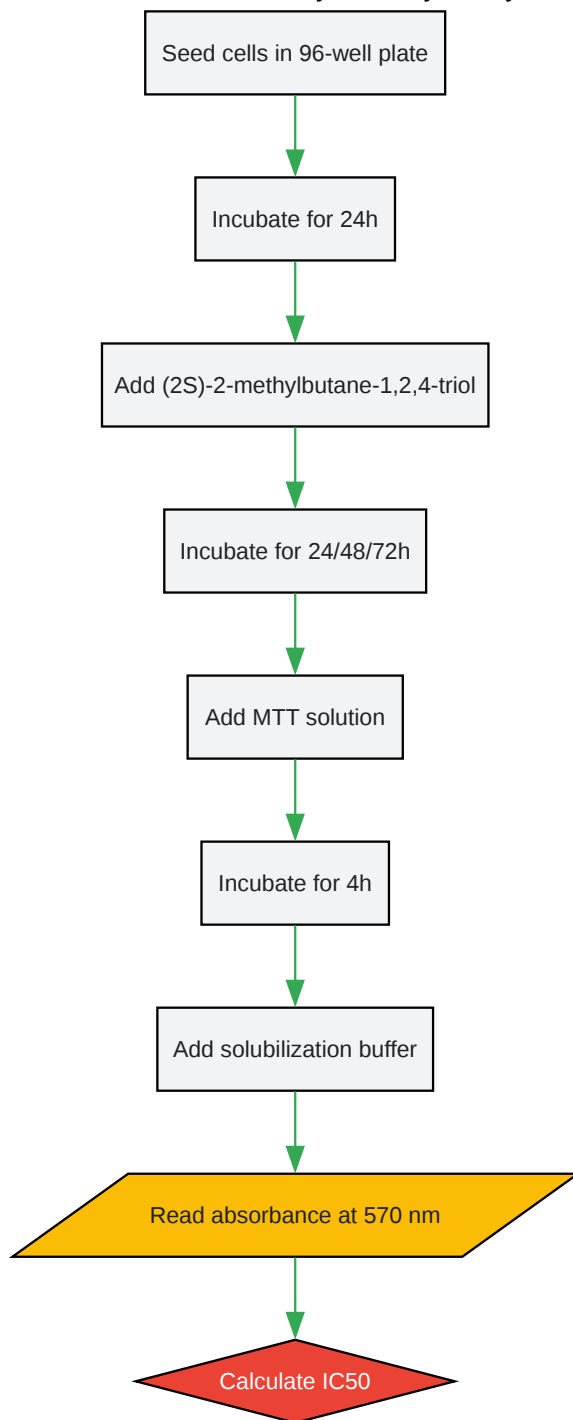 Seed cells in 96-well plate
Incubate for 24h
Add (2S)-2-methylbutane-1,2,4-triol
Incubate for 24/48/72h
Add MTT solution
Incubate for 4h
Add solubilization buffer
Read absorbance at 570 nm
Calculate IC50